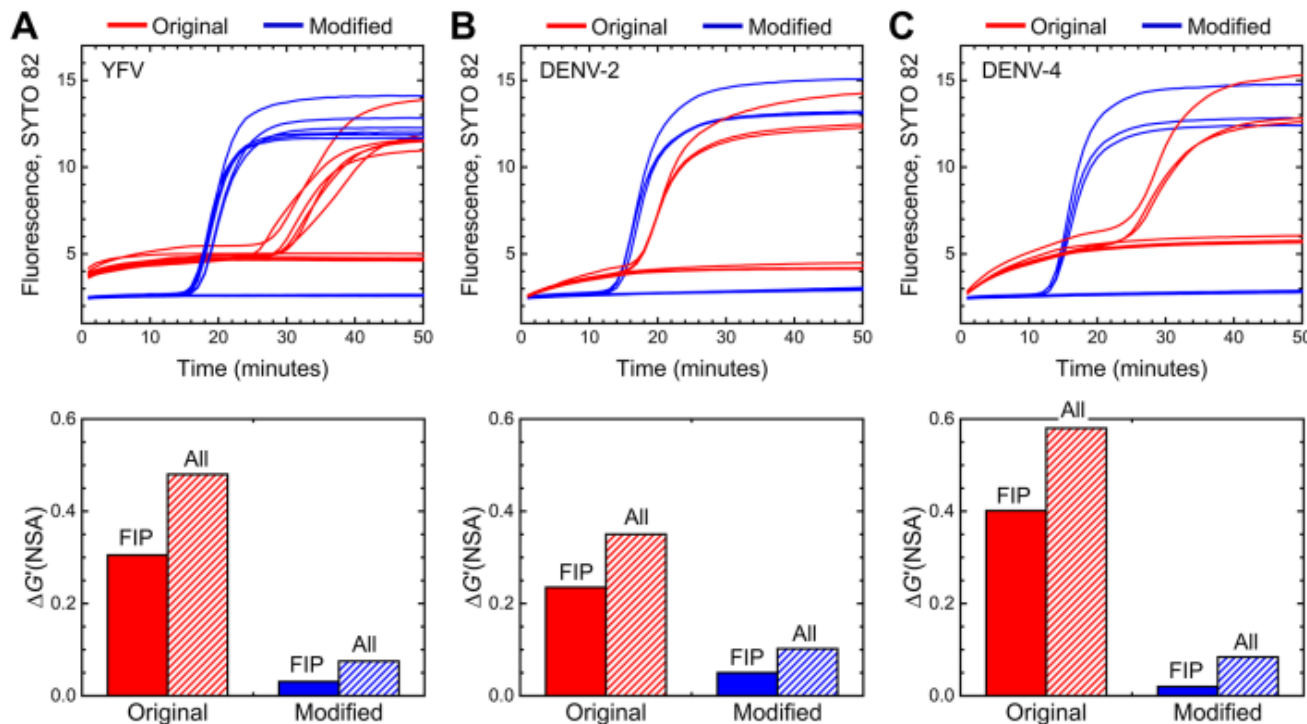 A Original Modified B Original Modified C Original Modified
YFV DENV-2 DENV-4
Fluorescence, SYTO 82 Fluorescence, SYTO 82 Fluorescence, SYTO 82
15 15 15
10 10 10
5 5 5
0 10 20 30 40 50 0 10 20 30 40 50 0 10 20 30 40 50
Time (minutes) Time (minutes) Time (minutes)
ΔG'(NSA) ΔG'(NSA) ΔG'(NSA)
0.6 0.6 0.6
0.4 0.4 0.4
0.2 0.2 0.2
0.0 0.0 0.0
FIP All FIP All FIP All FIP All FIP All FIP All
Original Modified Original Modified Original Modified